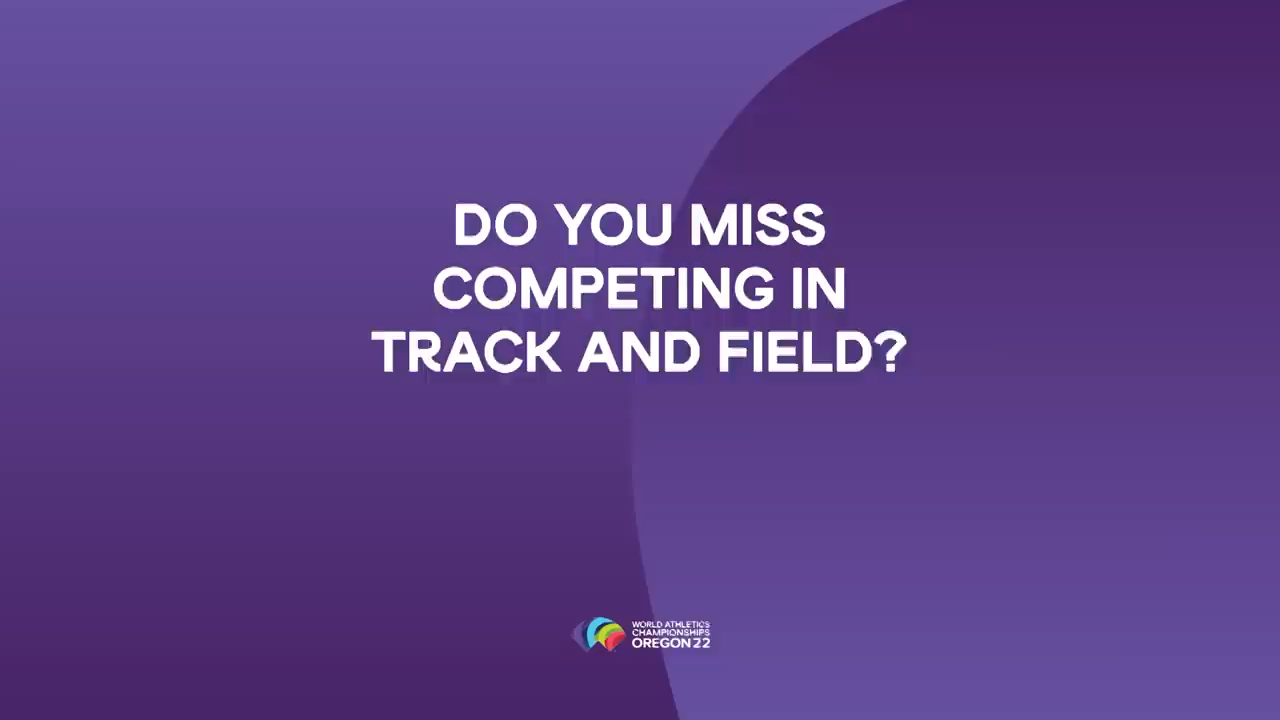 DO YOU MISS
COMPETING IN
TRACK AND FIELD?
WORLD ATHLETICS
CHAMPIONSHIPS
OREGON22